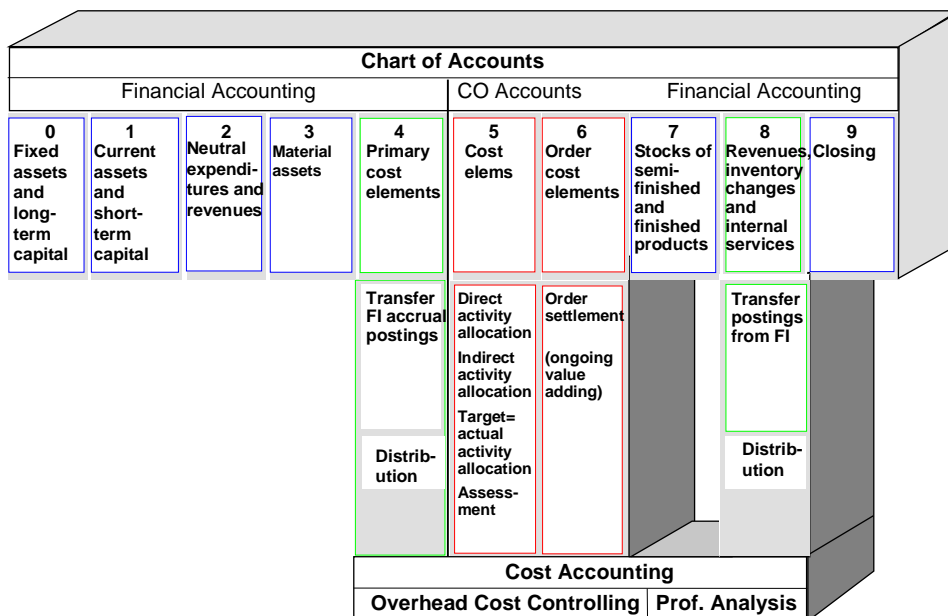 Chart of Accounts
Financial Accounting
CO Accounts
Financial Accounting
0
Fixed
assets
and
long-
term
capital
1
Current
assets
and
short-
term
capital
2
Neutral
expendi-
tures and
revenues
3
Material
assets
4
Primary
cost
elements
5
Cost
elems
6
Order
cost
elements
7
Stocks of
semi-
finished
and
finished
products
8
Revenues,
inventory
changes
and
internal
services
9
Closing
Transfer
FI accrual
postings
Distrib-
ution
Direct
activity
allocation
Indirect
activity
allocation
Target=
actual
activity
allocation
Assess-
ment
Order
settlement
(ongoing
value
adding)
Transfer
postings
from FI
Distrib-
ution
Cost Accounting
Overhead Cost Controlling
Prof. Analysis